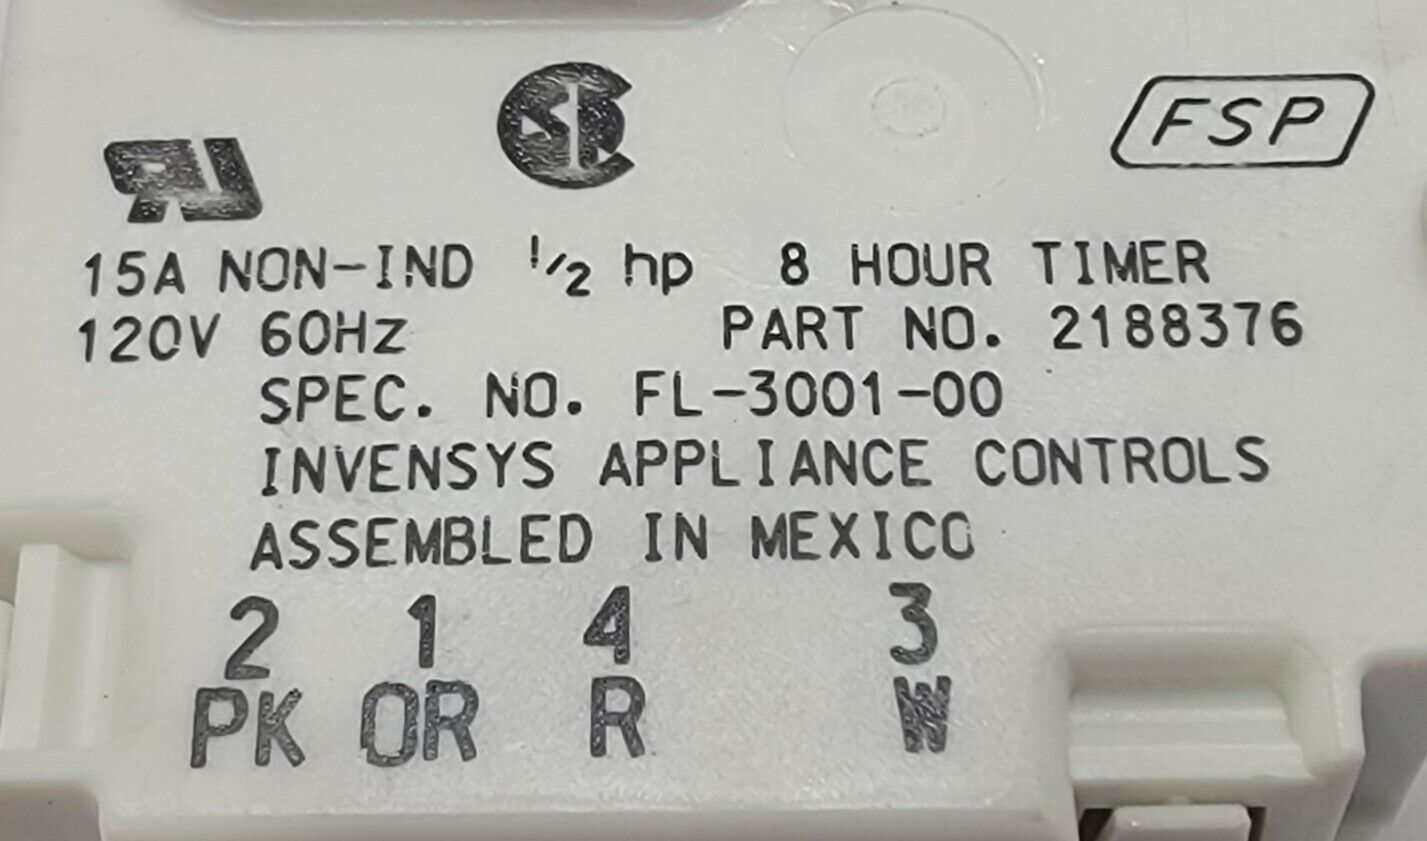 FSP
15A NON-IND 1/2 hp 8 HOUR TIMER
120V 60Hz PART NO. 2188376
SPEC. NO. FL-3001-00
INVENSYS APPLIANCE CONTROLS
ASSEMBLED IN MEXICO
2 1 4 3
PK OR R W